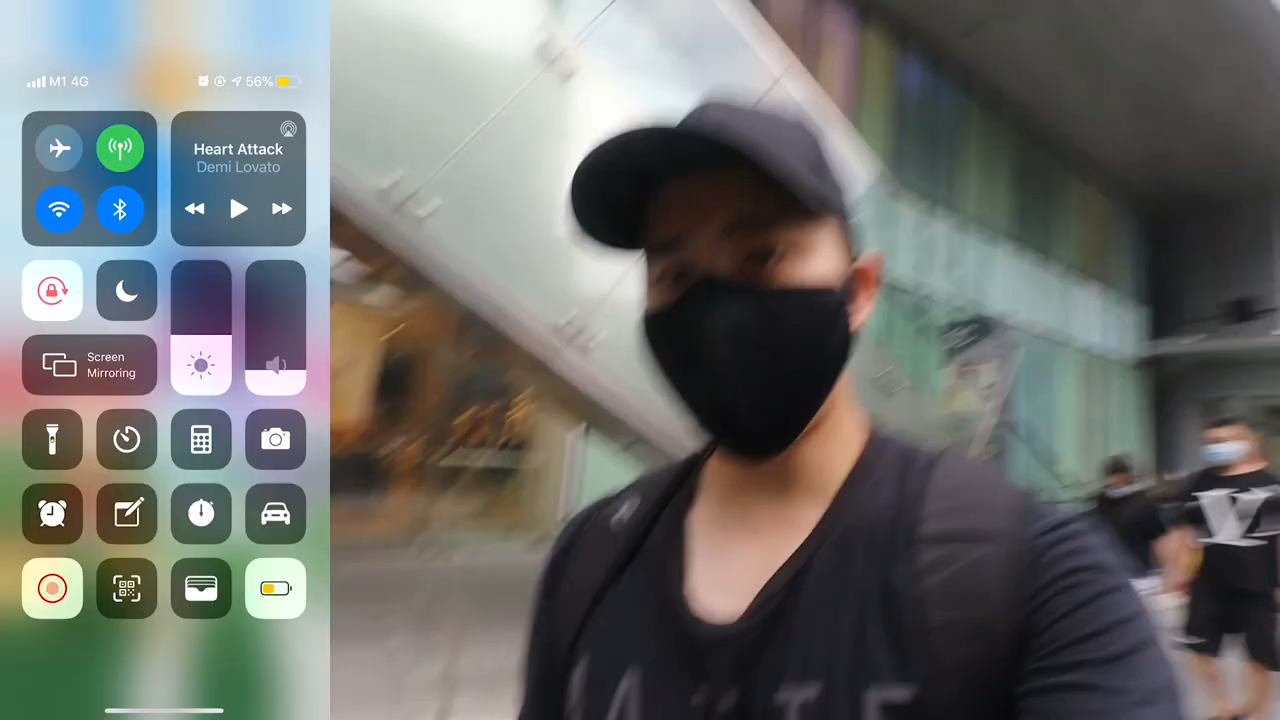 M1 4G
56%
Heart Attack
Demi Lovato
Screen
Mirroring